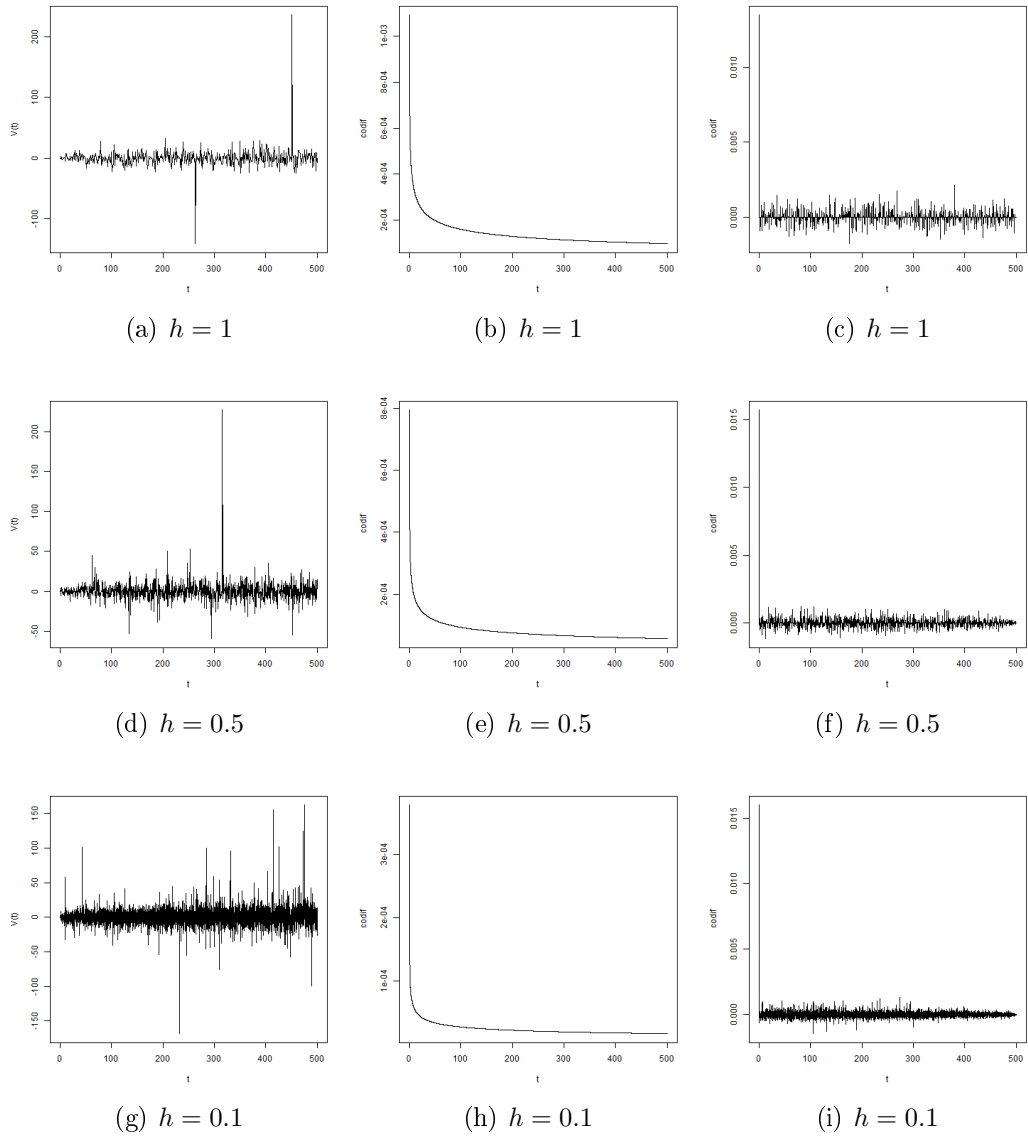 V(t)
200
100
0
-100
0 100 200 300 400 500
t
(a) h = 1
codif
1e-03
8e-04
6e-04
4e-04
2e-04
0 100 200 300 400 500
t
(b) h = 1
codif
0.010
0.005
0.000
0 100 200 300 400 500
t
(c) h = 1
V(t)
200
150
100
50
0
-50
0 100 200 300 400 500
t
(d) h = 0.5
codif
8e-04
6e-04
4e-04
2e-04
0 100 200 300 400 500
t
(e) h = 0.5
codif
0.015
0.010
0.005
0.000
0 100 200 300 400 500
t
(f) h = 0.5
V(t)
150
100
50
0
-50
-100
-150
0 100 200 300 400 500
t
(g) h = 0.1
codif
3e-04
2e-04
1e-04
0 100 200 300 400 500
t
(h) h = 0.1
codif
0.015
0.010
0.005
0.000
0 100 200 300 400 500
t
(i) h = 0.1